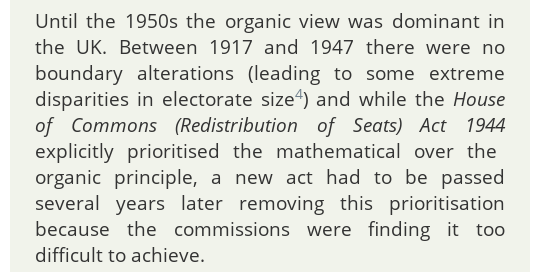 Until the 1950s the organic view was dominant in
the UK. Between 1917 and 1947 there were no
boundary alterations (leading to some extreme
disparities in electorate size4) and while the House
of Commons (Redistribution of Seats) Act 1944
explicitly prioritised the mathematical over the
organic principle, a new act had to be passed
several years later removing this prioritisation
because the commissions were finding it too
difficult to achieve.